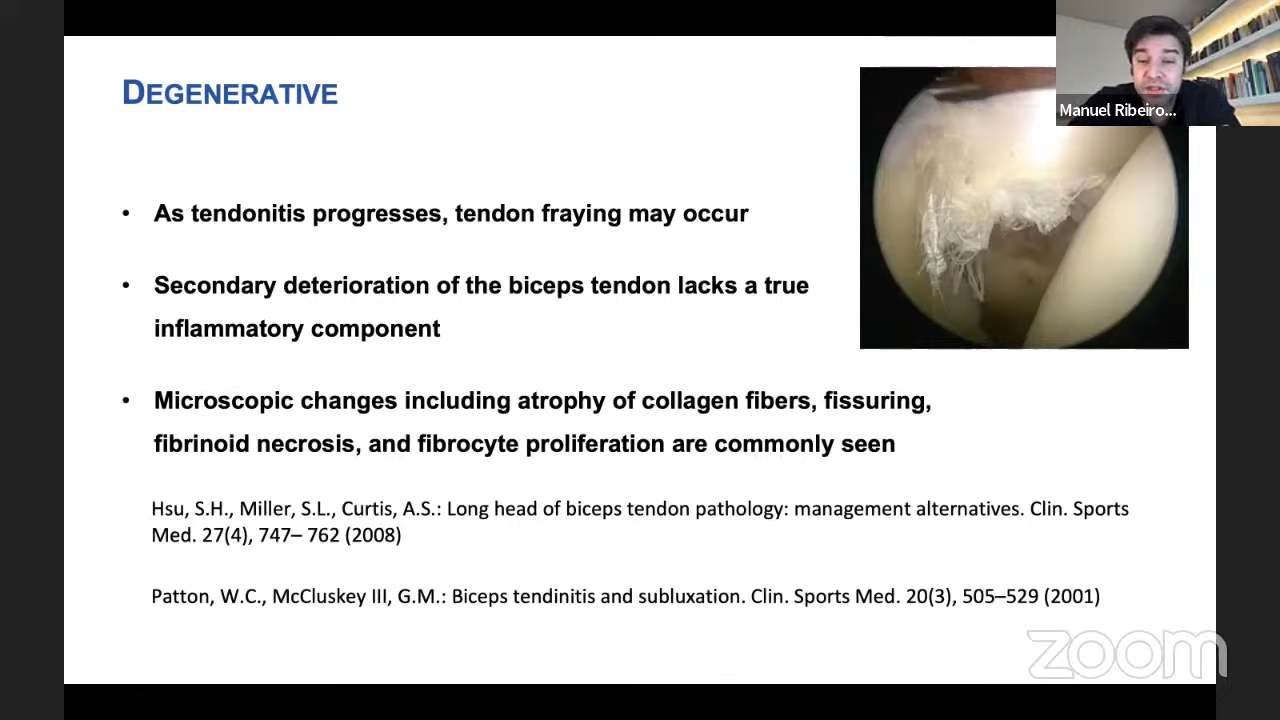 DEGENERATIVE
Manuel Ribeiro...
• As tendonitis progresses, tendon fraying may occur
• Secondary deterioration of the biceps tendon lacks a true
inflammatory component
• Microscopic changes including atrophy of collagen fibers, fissuring,
fibrinoid necrosis, and fibrocyte proliferation are commonly seen
Hsu, S.H., Miller, S.L., Curtis, A.S.: Long head of biceps tendon pathology: management alternatives. Clin. Sports
Med. 27(4), 747– 762 (2008)
Patton, W.C., McCluskey III, G.M.: Biceps tendinitis and subluxation. Clin. Sports Med. 20(3), 505–529 (2001)
zoom